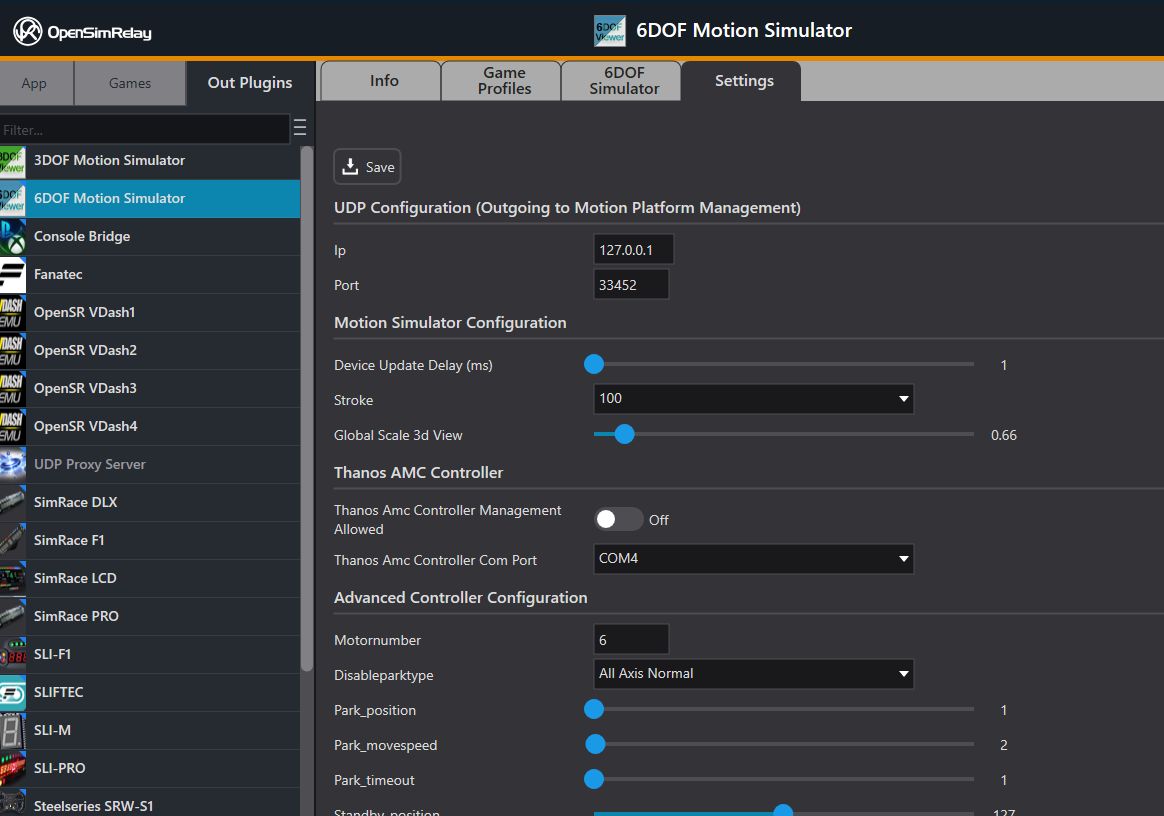 OpenSimRelay
6DOF Viewer
6DOF Motion Simulator
App
Games
Out Plugins
Info
Game
Profiles
6DOF
Simulator
Settings
Filter...
3DOF Motion Simulator
6DOF Motion Simulator
Console Bridge
Fanatec
OpenSR VDash1
OpenSR VDash2
OpenSR VDash3
OpenSR VDash4
UDP Proxy Server
SimRace DLX
SimRace F1
SimRace LCD
SimRace PRO
SLI-F1
SLIFTEC
SLI-M
SLI-PRO
Steelseries SRW-S1
Save
UDP Configuration (Outgoing to Motion Platform Management)
Ip 127.0.0.1
Port 33452
Motion Simulator Configuration
Device Update Delay (ms) 1
Stroke 100
Global Scale 3d View 0.66
Thanos AMC Controller
Thanos Amc Controller Management
Allowed Off
Thanos Amc Controller Com Port COM4
Advanced Controller Configuration
Motornumber 6
Disableparktype All Axis Normal
Park_position 1
Park_movespeed 2
Park_timeout 1
Standby_position 127